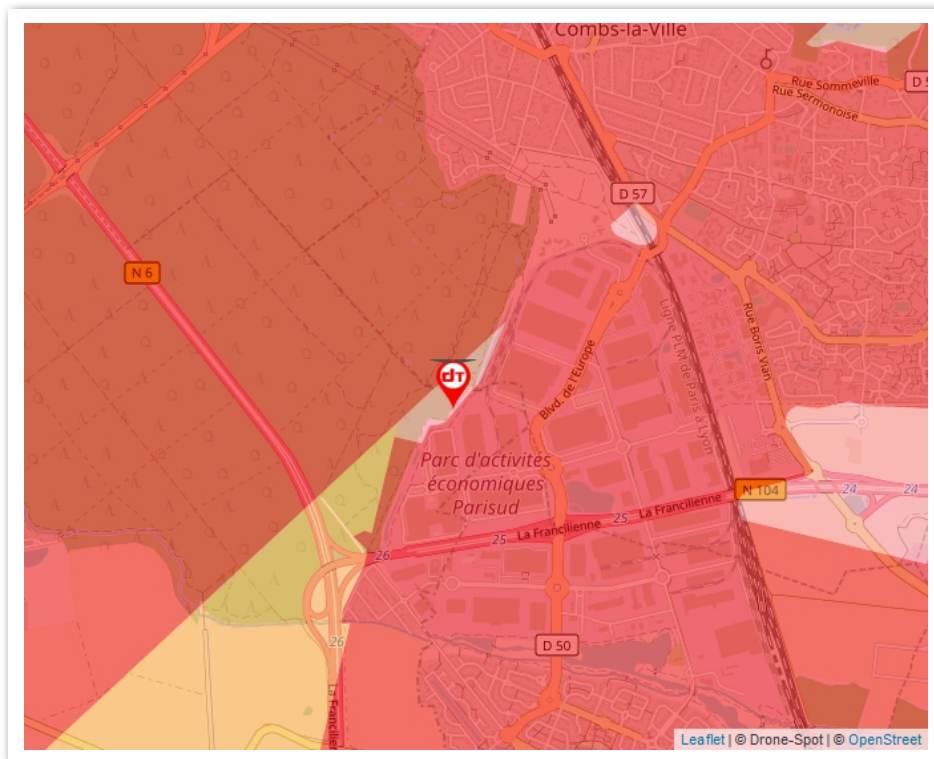 Combs-la-Ville
Rue Sommeville
D 5
Rue Sermonoise
D 57
N 6
Ligne PLM de Paris à Lyon
Rue Boris Vian
Blvd. de l'Europe
dT
Parc d'activités
économiques
Parisud
N 104
24
24
La Francilienne
25
La Francilienne
25
26
26
D 50
La Francilienne
Leaflet | © Drone-Spot | © OpenStreet